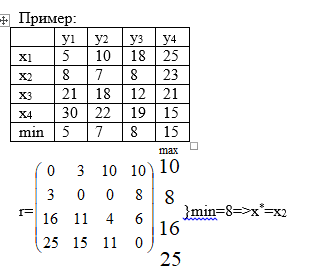 Пример:
y1 y2 y3 y4
x1 5 10 18 25
x2 8 7 8 23
x3 21 18 12 21
x4 30 22 19 15
min 5 7 8 15
max
0 3 10 10 10
3 0 0 8 8
r= }min=8=>x*=x2
16 11 4 6 16
25 15 11 0 25